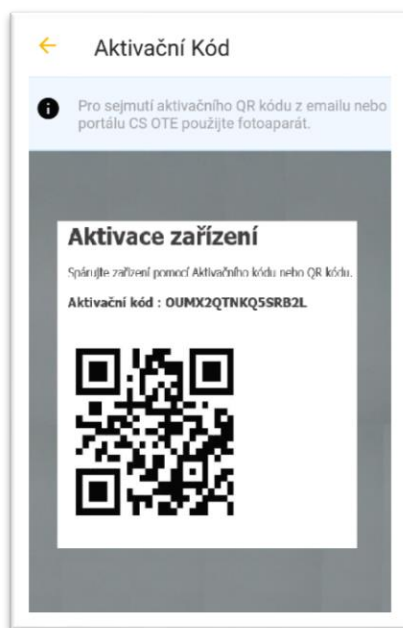 Aktivační Kód
Pro sejmutí aktivačního QR kódu z emailu nebo
portálu CS OTE použijte fotoaparát.
Aktivace zařízení
Spárujte zařízení pomocí Aktivačního kódu nebo QR kódu.
Aktivační kód : OUMX2QTNKQ5SRB2L